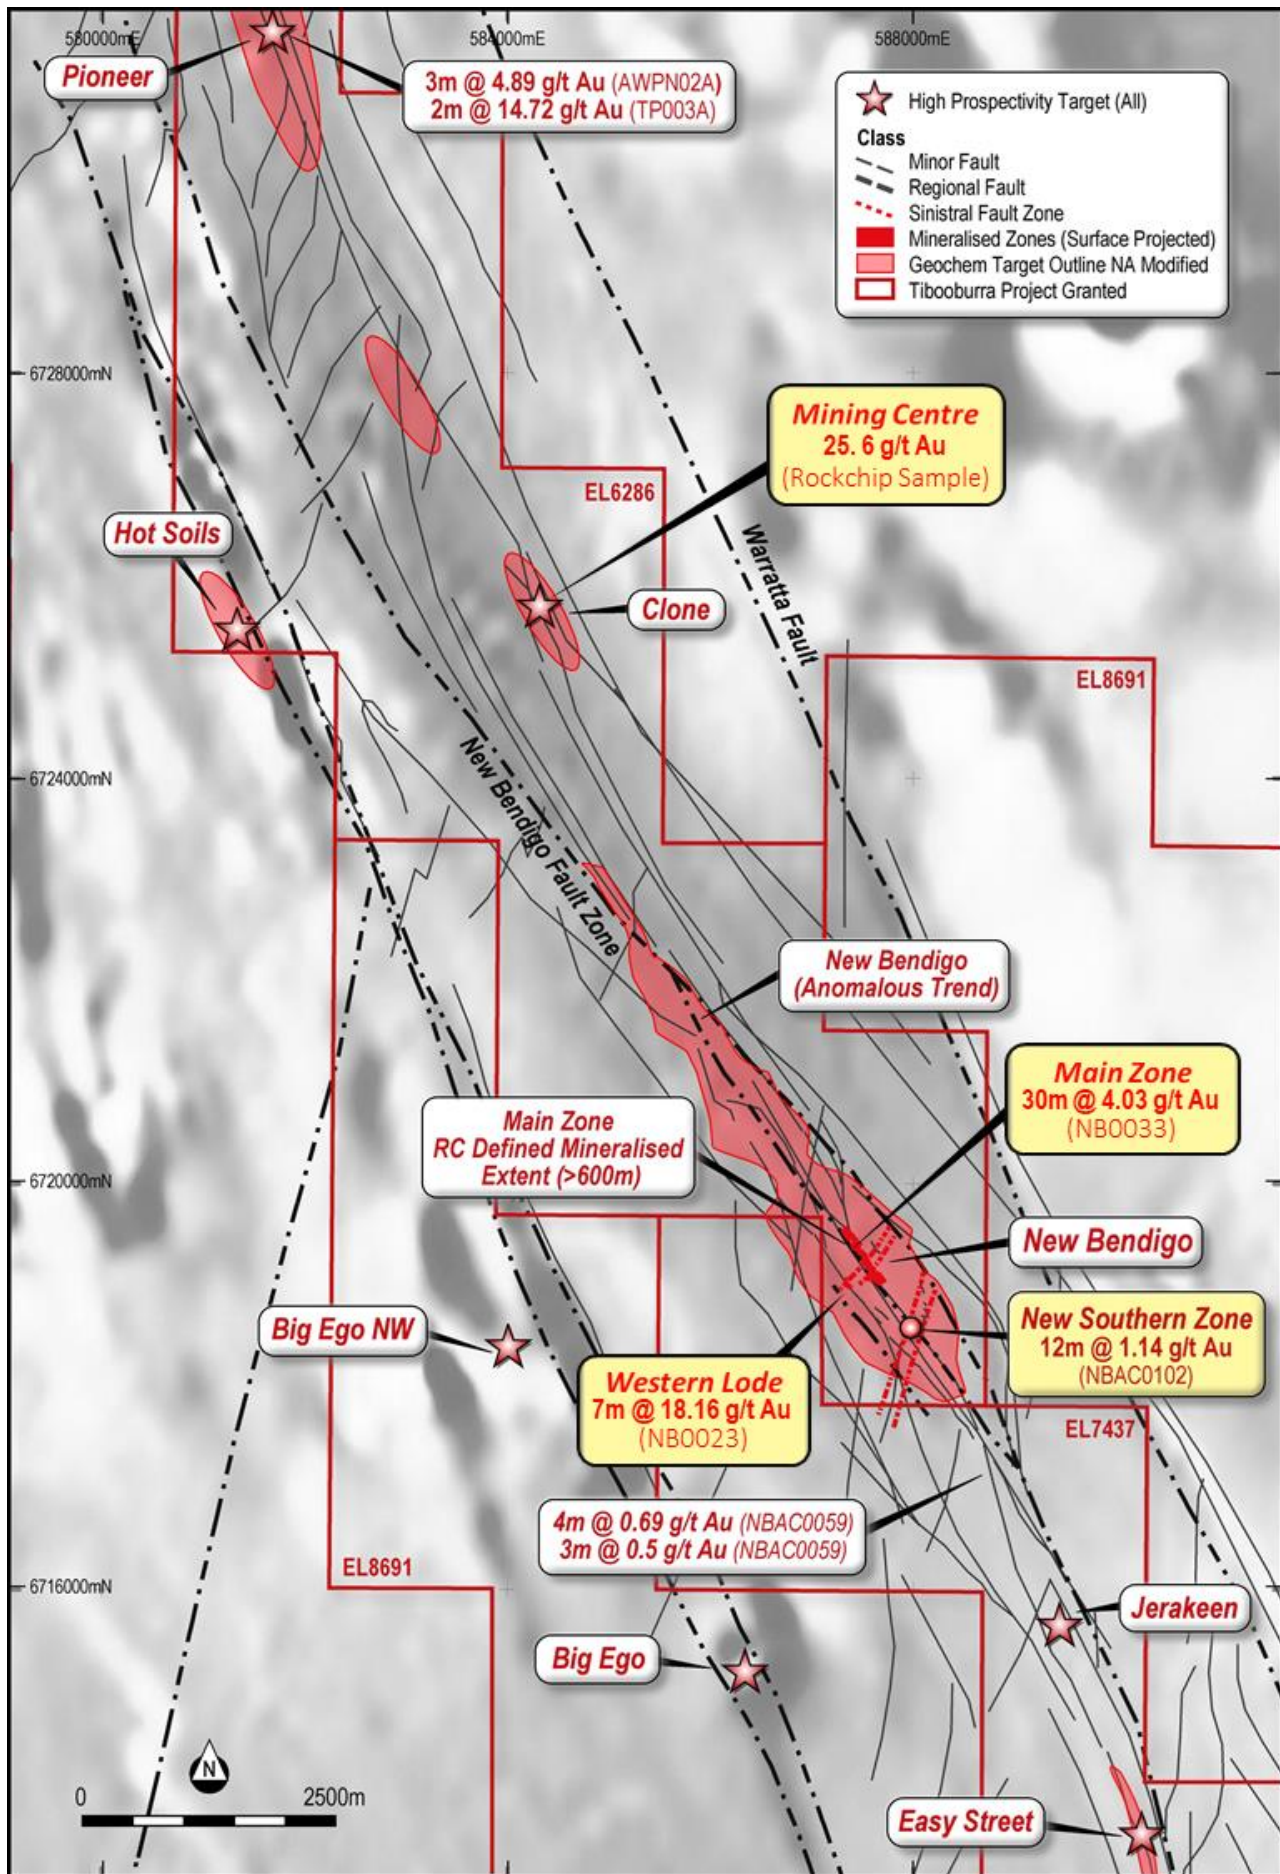 580000mE
584000mE
588000mE
Pioneer
3m @ 4.89 g/t Au (AWPN02A)
2m @ 14.72 g/t Au (TP003A)
High Prospectivity Target (All)
Class
Minor Fault
Regional Fault
Sinistral Fault Zone
Mineralised Zones (Surface Projected)
Geochem Target Outline NA Modified
Tibooburra Project Granted
6728000mN
Mining Centre
25. 6 g/t Au
(Rockchip Sample)
EL6286
Hot Soils
Warratta Fault
Clone
EL8691
6724000mN
New Bendigo Fault Zone
New Bendigo
(Anomalous Trend)
Main Zone
30m @ 4.03 g/t Au
(NB0033)
Main Zone
RC Defined Mineralised
Extent (>600m)
6720000mN
New Bendigo
Big Ego NW
New Southern Zone
12m @ 1.14 g/t Au
(NBAC0102)
Western Lode
7m @ 18.16 g/t Au
(NB0023)
EL7437
4m @ 0.69 g/t Au (NBAC0059)
3m @ 0.5 g/t Au (NBAC0059)
EL8691
6716000mN
Jerakeen
Big Ego
N
0
2500m
Easy Street